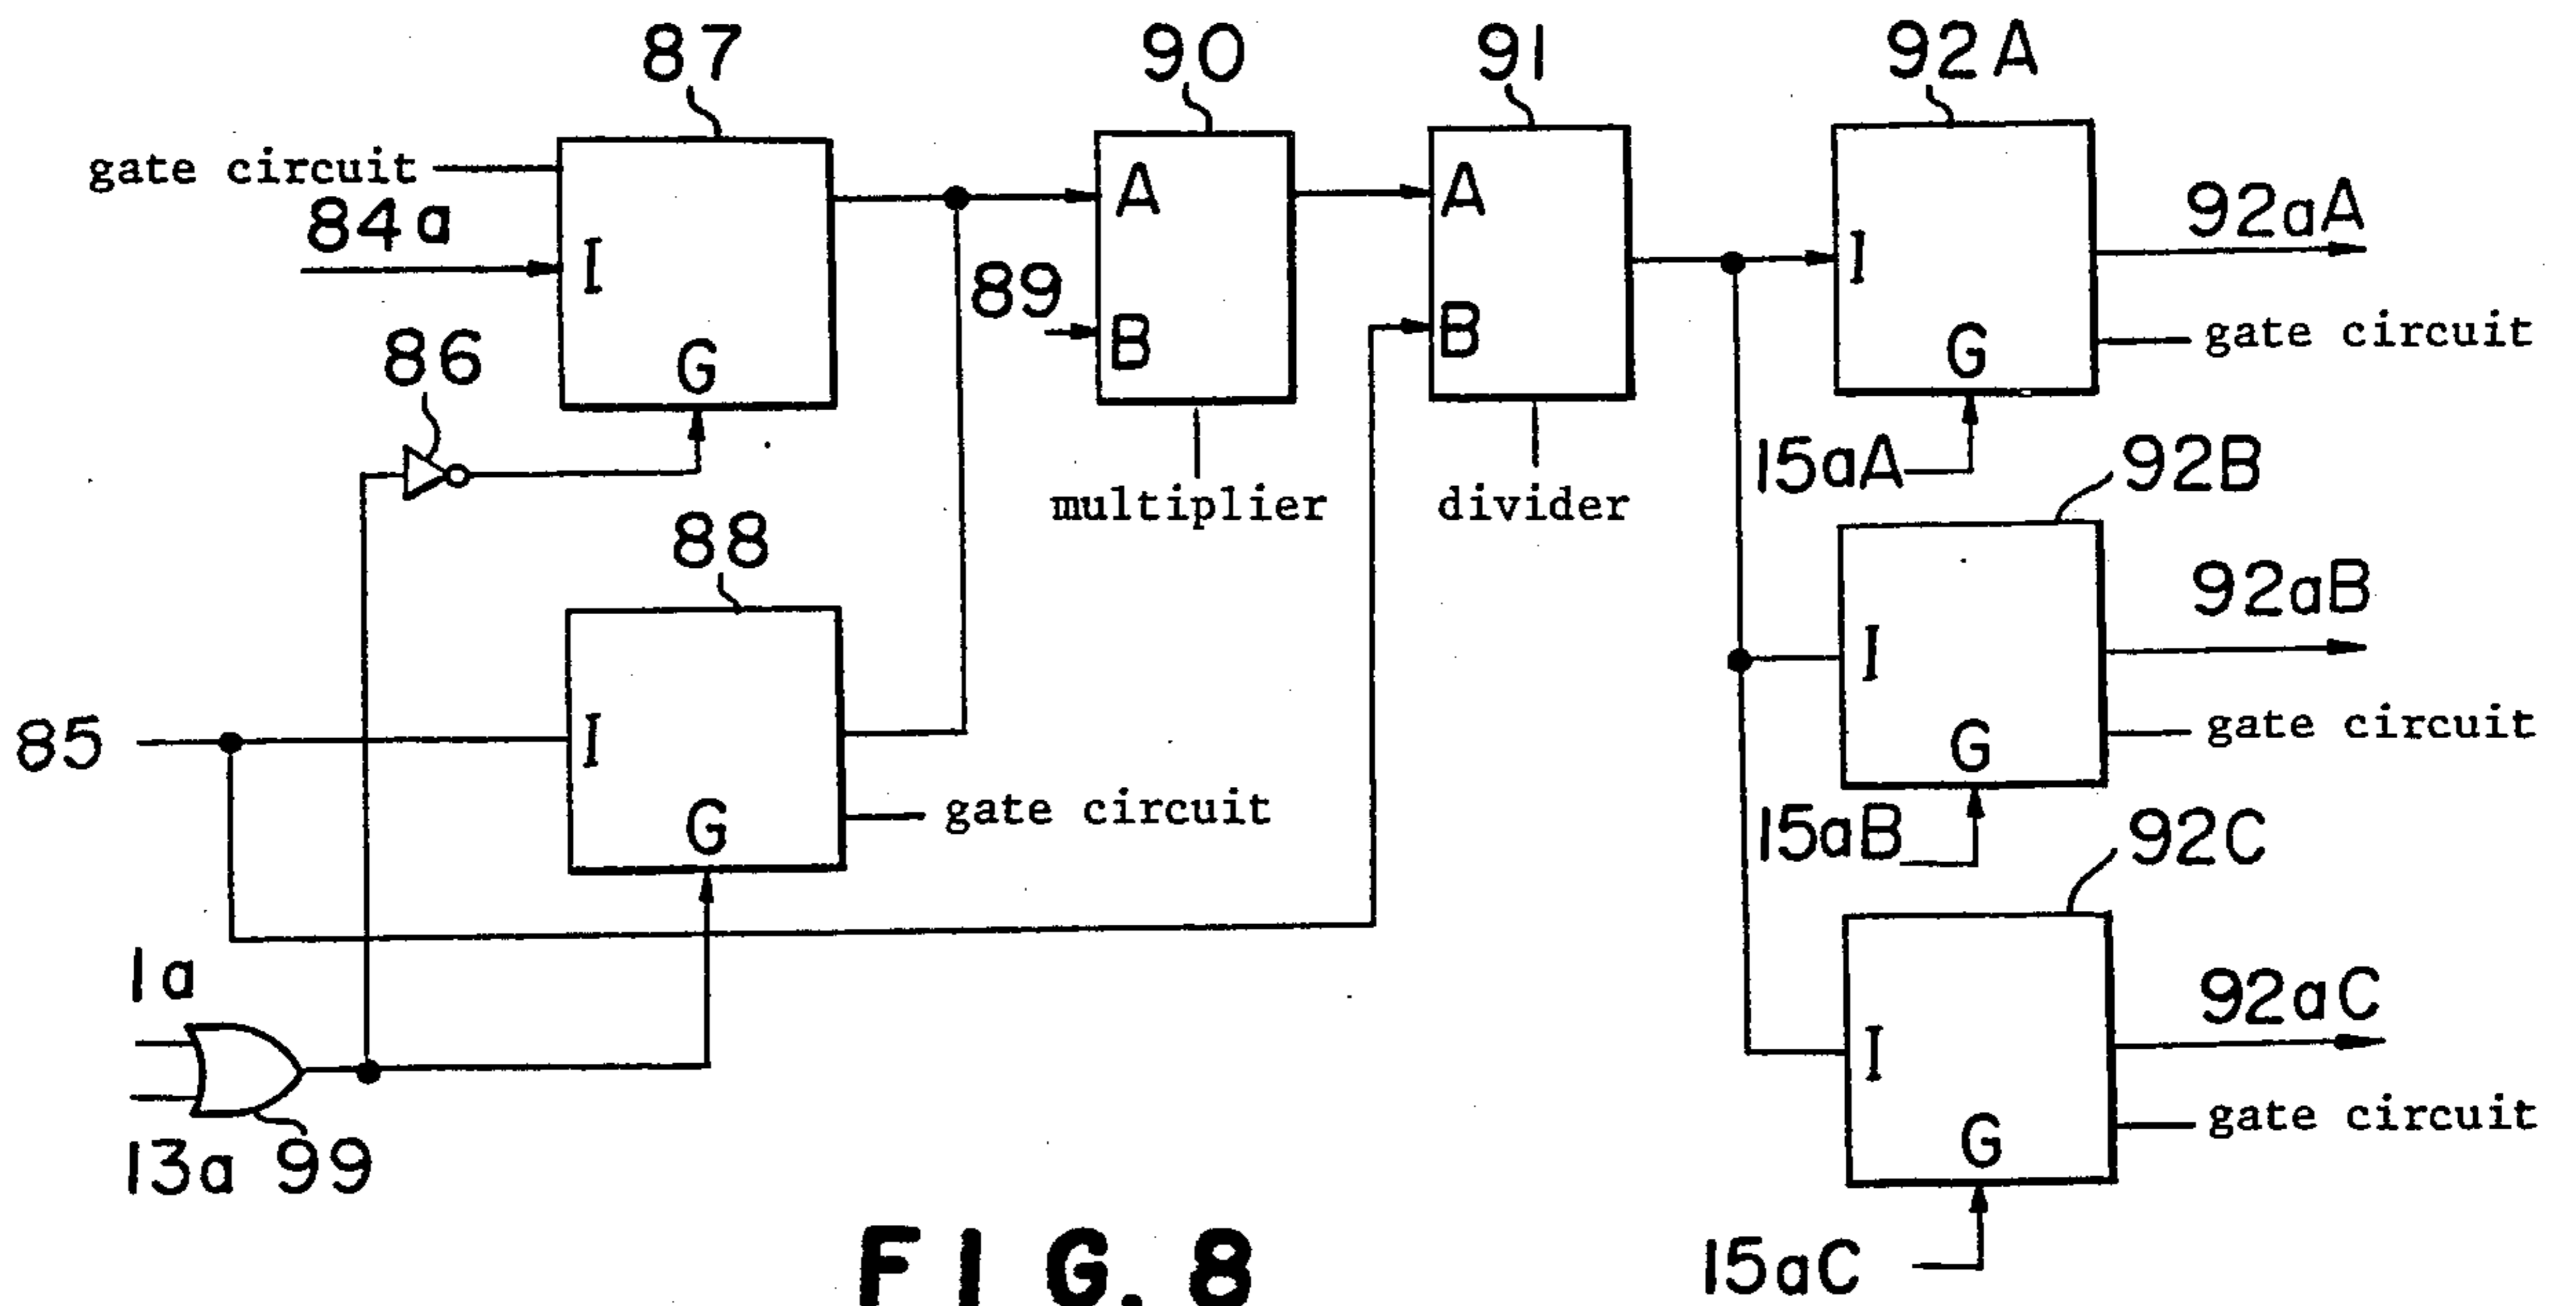 87
90
91
92A
gate circuit
84a
I
G
A
89
B
A
B
I
G
92aA
gate circuit
86
15aA
multiplier
divider
92B
88
I
G
92aB
gate circuit
85
I
G
gate circuit
15aB
92C
1a
I
G
92aC
gate circuit
13a 99
15aC
FIG. 8